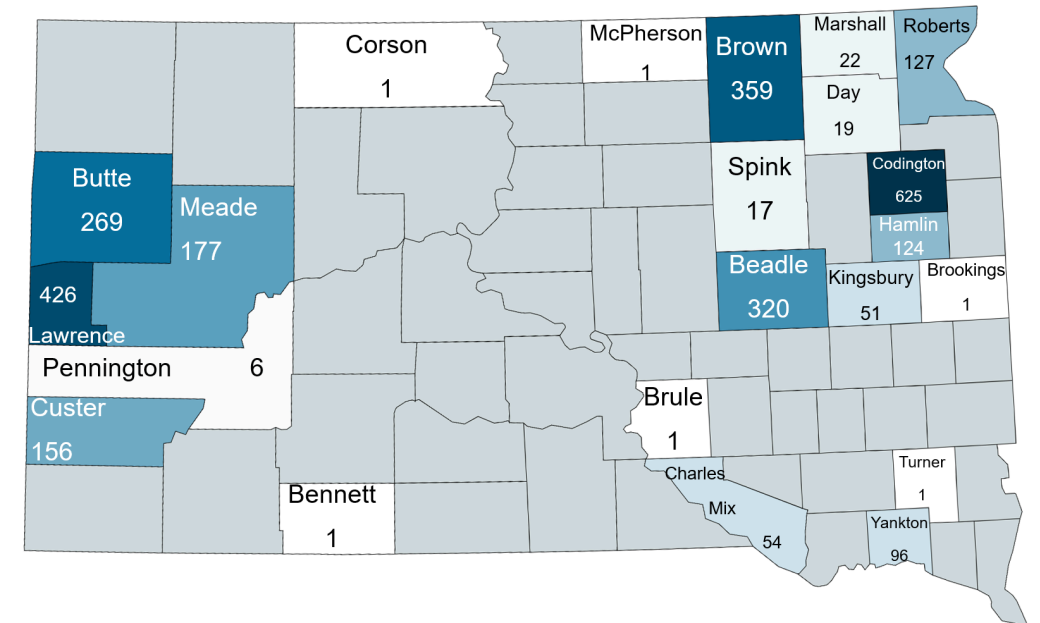 Corson
1
McPherson
1
Brown
359
Marshall
22
Roberts
127
Day
19
Butte
269
Meade
177
Spink
17
Codington
625
Hamlin
124
426
Lawrence
Beadle
320
Kingsbury
51
Brookings
1
Pennington 6
Custer
156
Brule
1
Bennett
1
Charles
Mix
54
Turner
1
Yankton
96